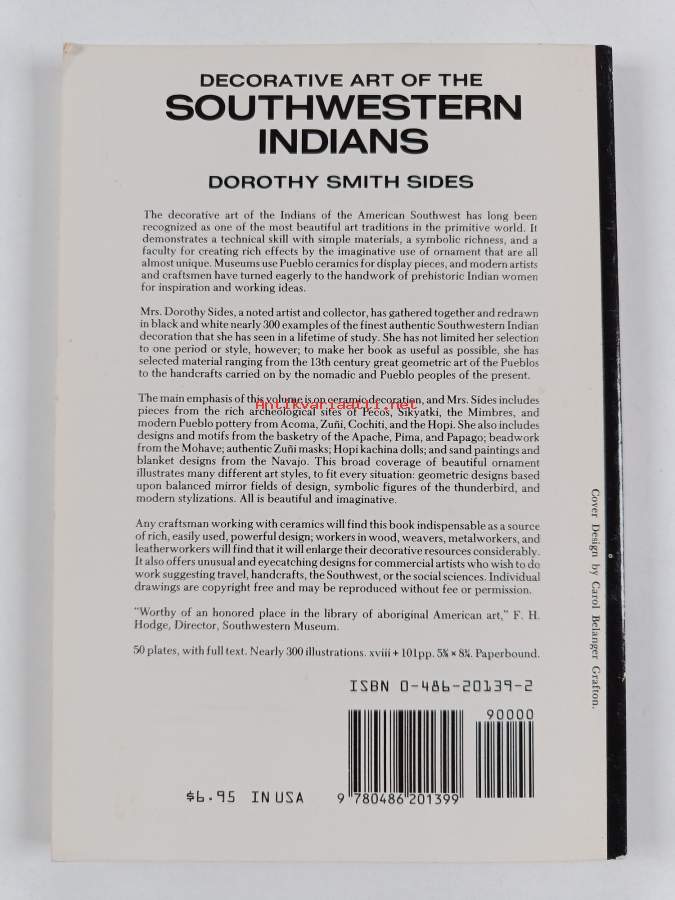 DECORATIVE ART OF THE
SOUTHWESTERN
INDIANS
DOROTHY SMITH SIDES
The decorative art of the Indians of the American Southwest has long been
recognized as one of the most beautiful art traditions in the primitive world. It
demonstrates a technical skill with simple materials, a symbolic richness, and a
faculty for creating rich effects by the imaginative use of ornament that are all
almost unique. Museums use Pueblo ceramics for display pieces, and modern artists
and craftsmen have turned eagerly to the handwork of prehistoric Indian women
for inspiration and working ideas.
Mrs. Dorothy Sides, a noted artist and collector, has gathered together and redrawn
in black and white nearly 300 examples of the finest authentic Southwestern Indian
decoration that she has seen in a lifetime of study. She has not limited her selection
to one period or style, however; to make her book as useful as possible, she has
selected material ranging from the 13th century great geometric art of the Pueblos
to the handcrafts carried on by the nomadic and Pueblo peoples of the present.
The main emphasis of this volume is on ceramic decoration, and Mrs. Sides includes
Antikvariaatti.net
pieces from the rich archeological sites of Pecos, Sikyatki, the Mimbres, and
modern Pueblo pottery from Acoma, Zuñi, Cochiti, and the Hopi. She also includes
designs and motifs from the basketry of the Apache, Pima, and Papago; beadwork
from the Mohave; authentic Zuñi masks; Hopi kachina dolls; and sand paintings and
blanket designs from the Navajo. This broad coverage of beautiful ornament
illustrates many different art styles, to fit every situation: geometric designs based
upon balanced mirror fields of design, symbolic figures of the thunderbird, and
modern stylizations. All is beautiful and imaginative.
Any craftsman working with ceramics will find this book indispensable as a source
of rich, easily used, powerful design; workers in wood, weavers, metalworkers, and
leatherworkers will find that it will enlarge their decorative resources considerably.
It also offers unusual and eyecatching designs for commercial artists who wish to do
work suggesting travel, handcrafts, the Southwest, or the social sciences. Individual
drawings are copyright free and may be reproduced without fee or permission.
"Worthy of an honored place in the library of aboriginal American art," F. H.
Hodge, Director, Southwestern Museum.
50 plates, with full text. Nearly 300 illustrations. xviii + 101pp. 5⅜ × 8¼. Paperbound.
Cover Design by Carol Belanger Grafton.
ISBN 0-486-20139-2
90000
$6.95 IN USA
9 780486 201399